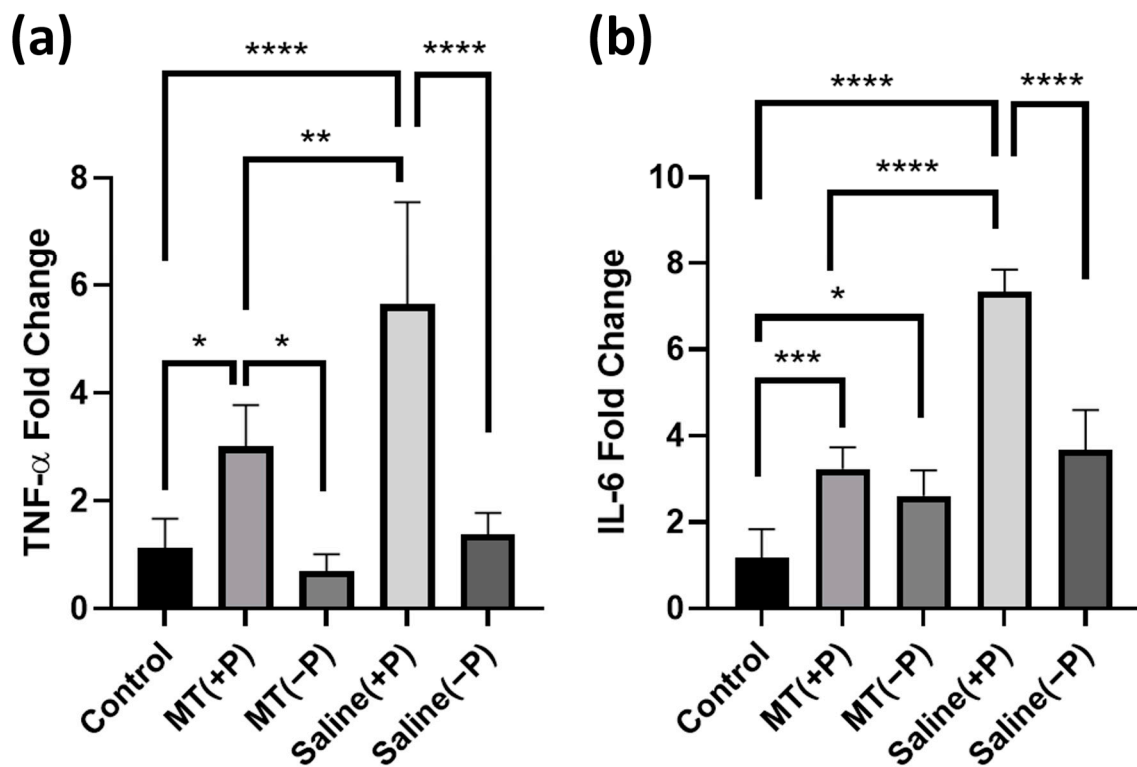 (a)
****
****
**
*
*
TNF-α Fold Change
8
6
4
2
0
Control
MT(+P)
MT(−P)
Saline(+P)
Saline(−P)
(b)
****
****
****
*
***
IL-6 Fold Change
10
8
6
4
2
0
Control
MT(+P)
MT(−P)
Saline(+P)
Saline(−P)